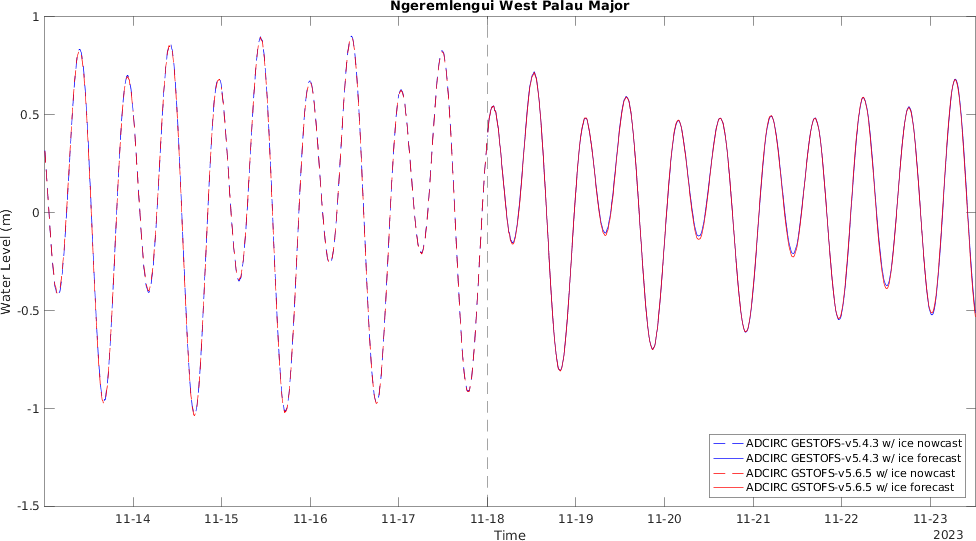 Ngeremlengui West Palau Major
1
0.5
0
-0.5
-1
-1.5
Water Level (m)
11-14 11-15 11-16 11-17 11-18 11-19 11-20 11-21 11-22 11-23
Time
2023
ADCIRC GESTOFS-v5.4.3 w/ ice nowcast
ADCIRC GESTOFS-v5.4.3 w/ ice forecast
ADCIRC GSTOFS-v5.6.5 w/ ice nowcast
ADCIRC GSTOFS-v5.6.5 w/ ice forecast